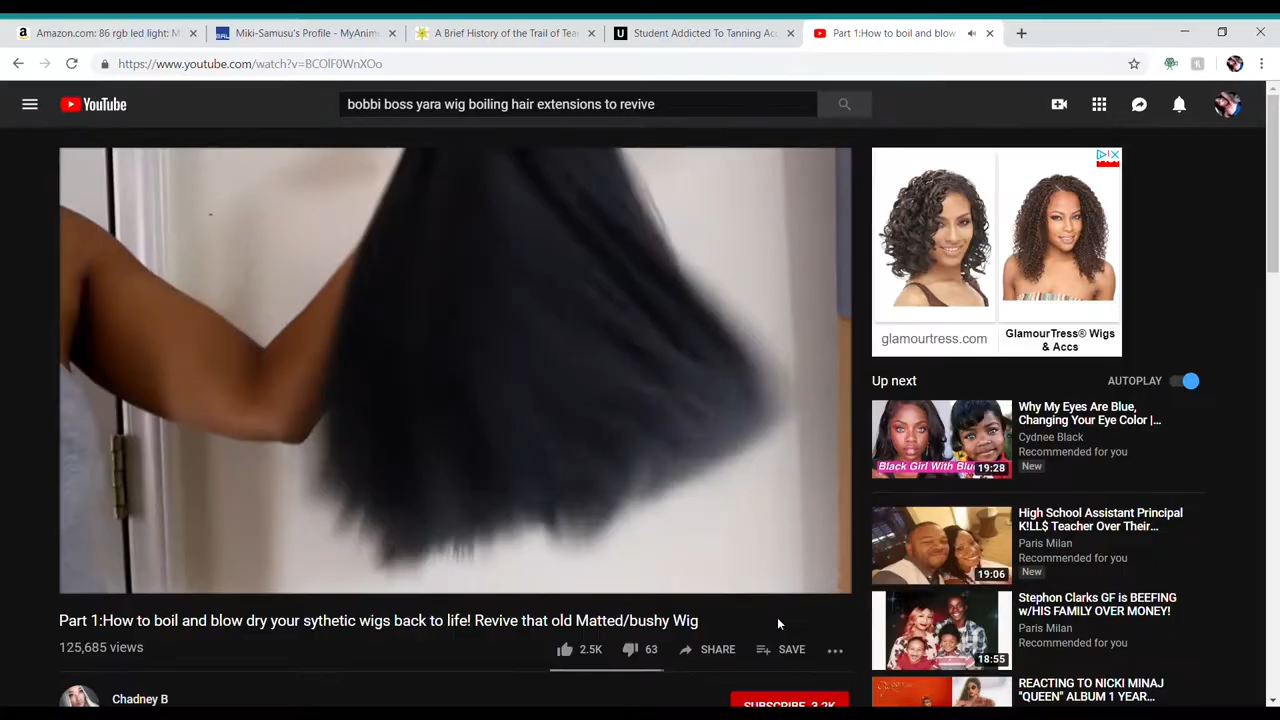 Amazon.com: 86 rgb led light: M
Miki-Samusu's Profile - MyAnim
A Brief History of the Trail of Tear
Student Addicted To Tanning Acc
Part 1:How to boil and blow
https://www.youtube.com/watch?v=BCOlF0WnXOo
YouTube
bobbi boss yara wig boiling hair extensions to revive
glamourtress.com
GlamourTress® Wigs
& Accs
Up next
AUTOPLAY
Why My Eyes Are Blue,
Changing Your Eye Color |...
Cydnee Black
Recommended for you
New
Black Girl With Blu
19:28
High School Assistant Principal
K!LL$ Teacher Over Their...
Paris Milan
Recommended for you
New
19:06
Stephon Clarks GF is BEEFING
w/HIS FAMILY OVER MONEY!
Paris Milan
Recommended for you
18:55
REACTING TO NICKI MINAJ
"QUEEN" ALBUM 1 YEAR...
Part 1:How to boil and blow dry your sythetic wigs back to life! Revive that old Matted/bushy Wig
125,685 views
2.5K
63
SHARE
SAVE
Chadney B
SUBSCRIBE 3.2K